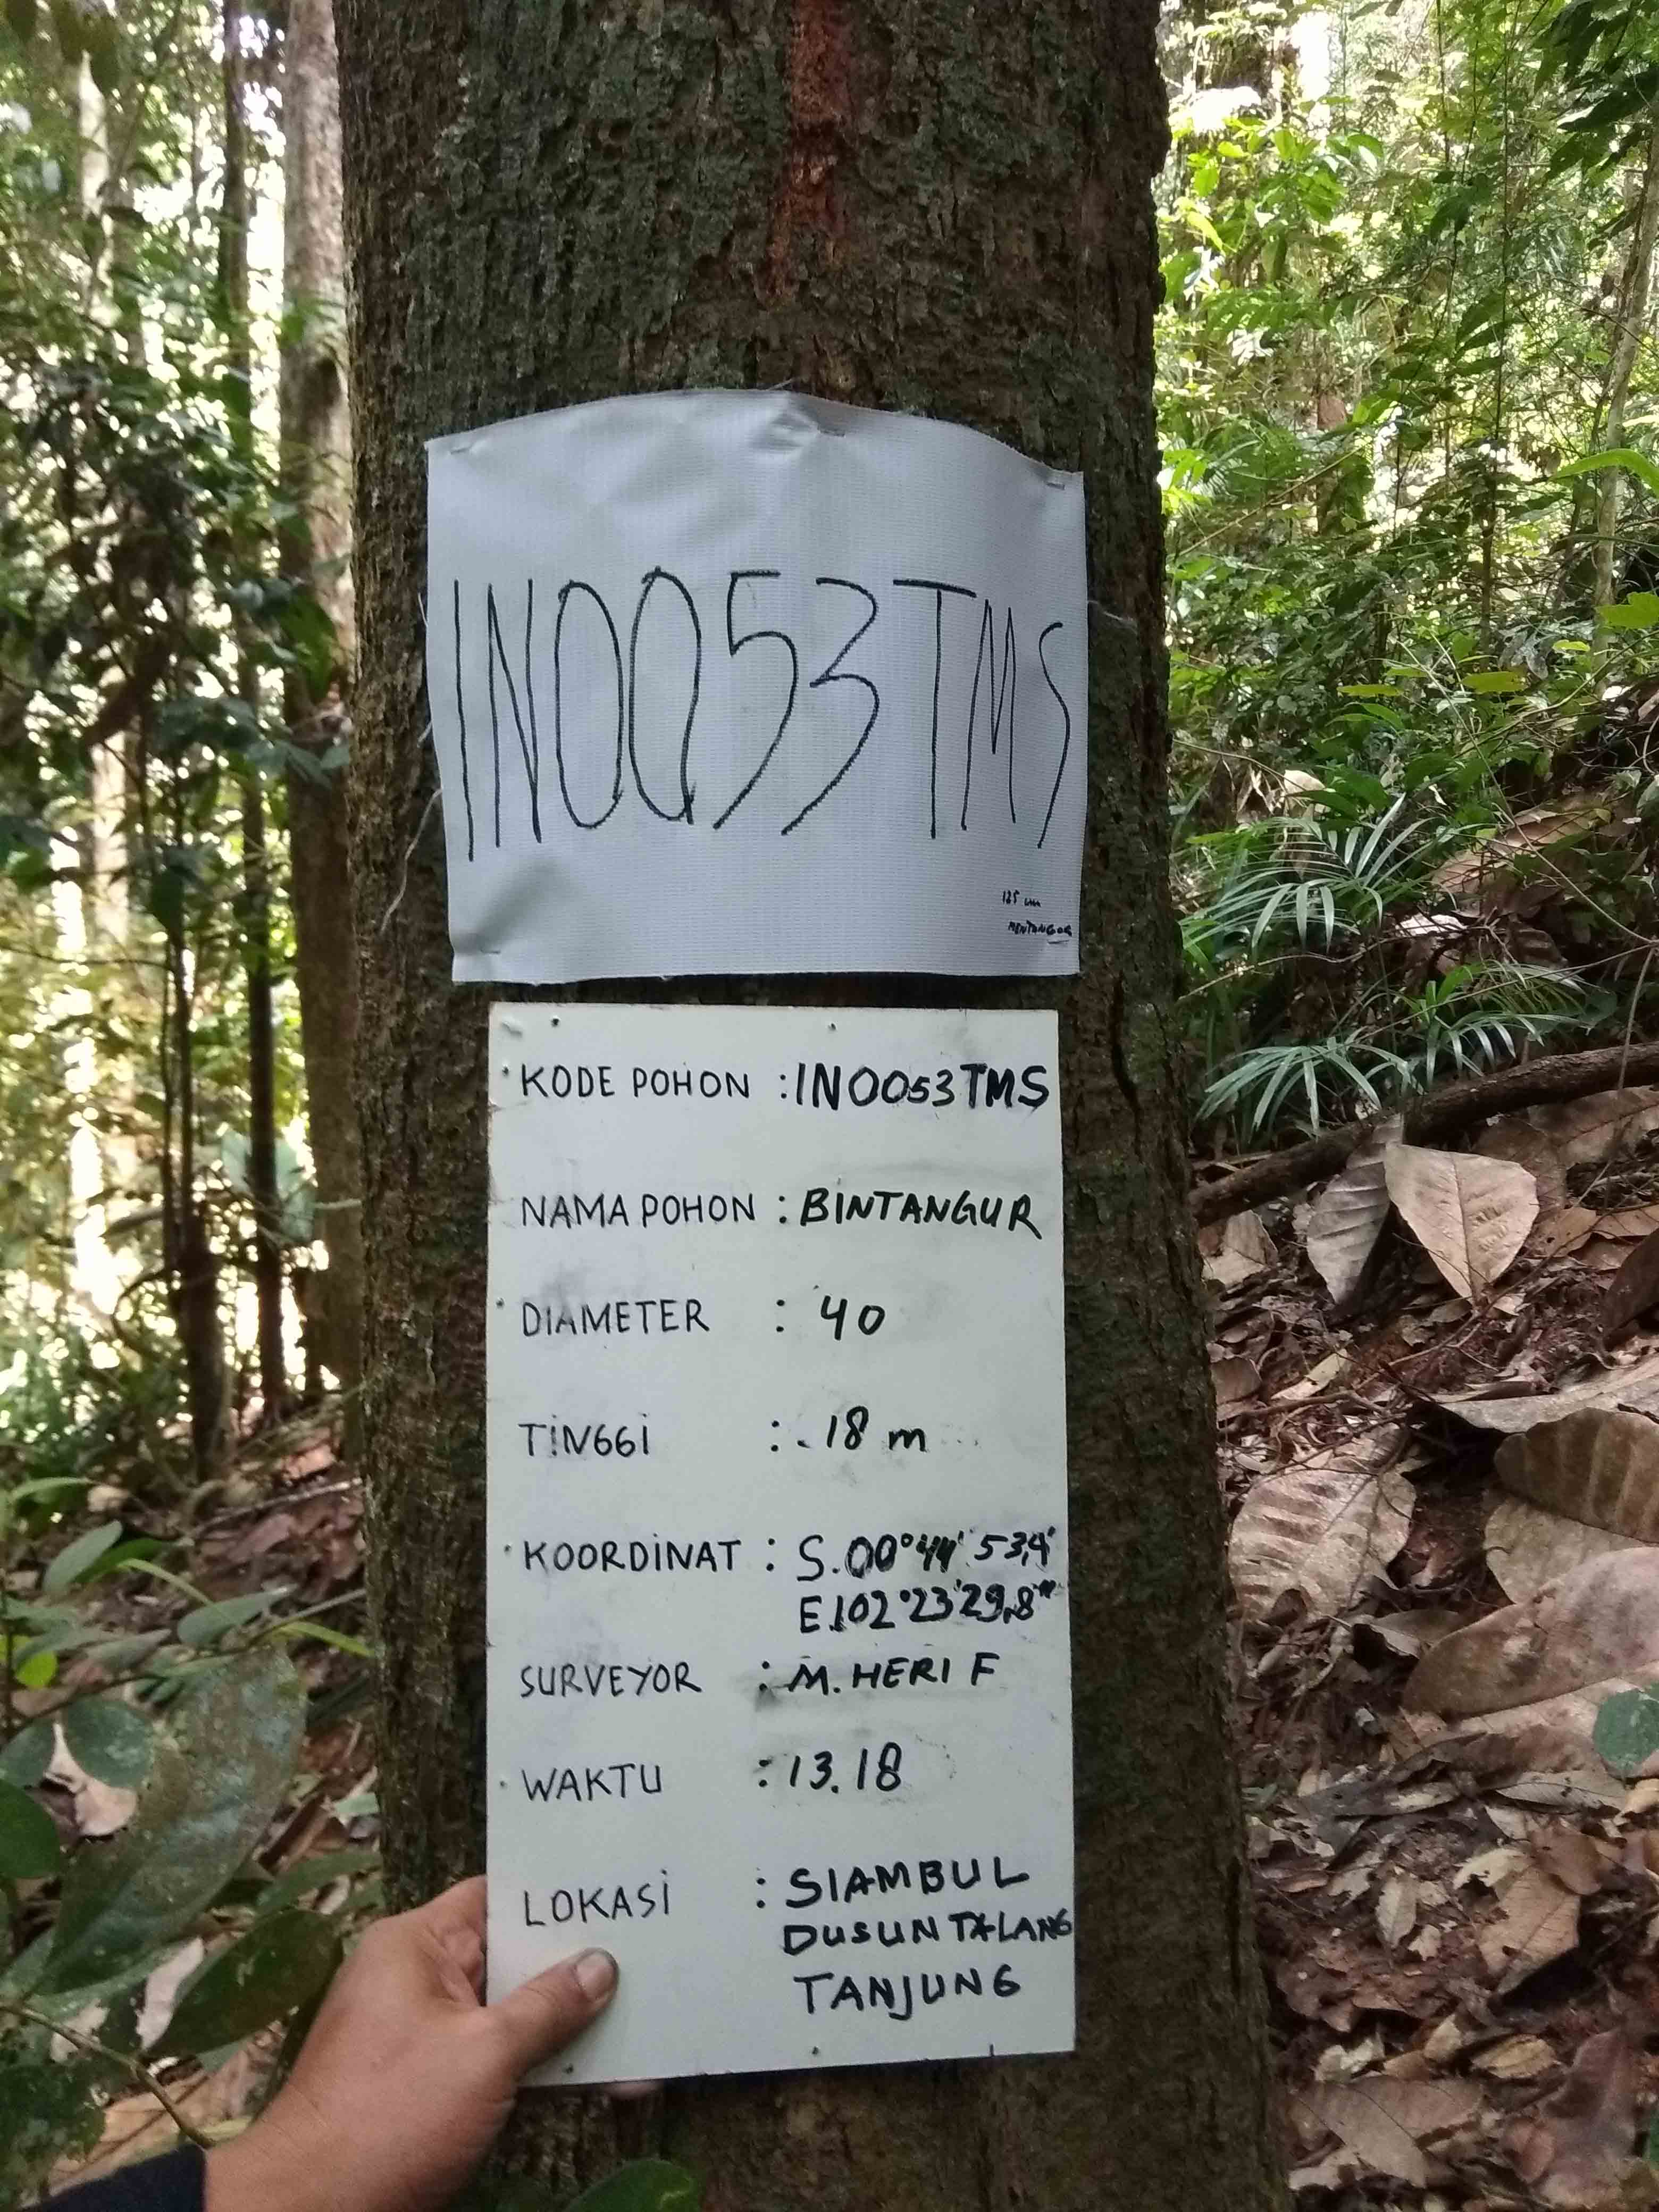 IN0053TMS
125 cm
MENTANGOR
KODE POHON : IN0053TMS
NAMA POHON : BINTANGUR
DIAMETER : 40
TINGGI : 18 m
KOORDINAT : S.00°44' 53,4"
E.102°23'29,8"
SURVEYOR : M. HERI F
WAKTU : 13.18
LOKASI : SIAMBUL
DUSUN TALANG
TANJUNG